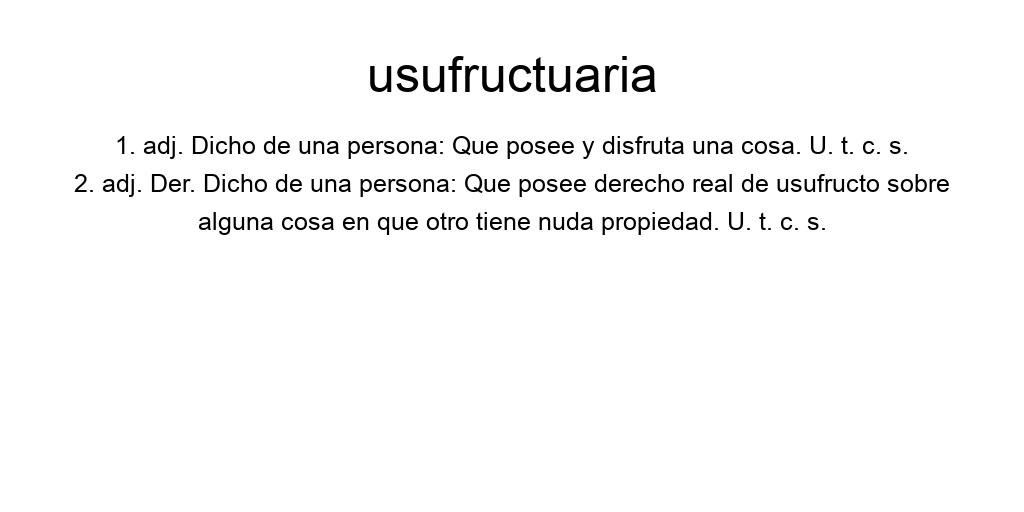 usufructuaria
1. adj. Dicho de una persona: Que posee y disfruta una cosa. U. t. c. s.
2. adj. Der. Dicho de una persona: Que posee derecho real de usufructo sobre
alguna cosa en que otro tiene nuda propiedad. U. t. c. s.